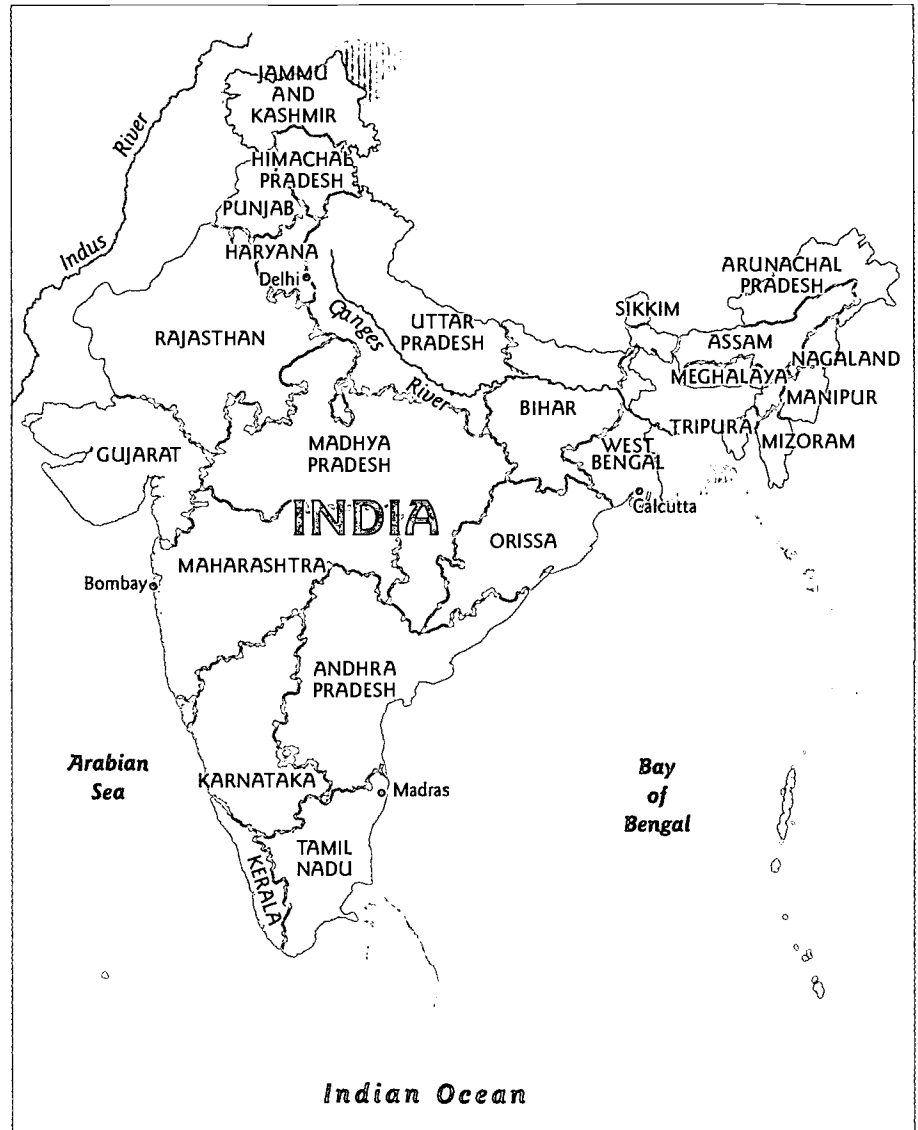 JAMMU
AND
KASHMIR
River
HIMACHAL
PRADESH
PUNJAB
Indus
HARYANA
Delhi
ARUNACHAL
PRADESH
SIKKIM
Ganges
UTTAR
PRADESH
RAJASTHAN
ASSAM
NAGALAND
MEGHALAYA
River
BIHAR
MANIPUR
TRIPURA
MIZORAM
GUJARAT
MADHYA
PRADESH
WEST
BENGAL
Calcutta
INDIA
ORISSA
MAHARASHTRA
Bombay
ANDHRA
PRADESH
Arabian
Sea
KARNATAKA
Madras
Bay
of
Bengal
TAMIL
NADU
KERALA
Indian Ocean